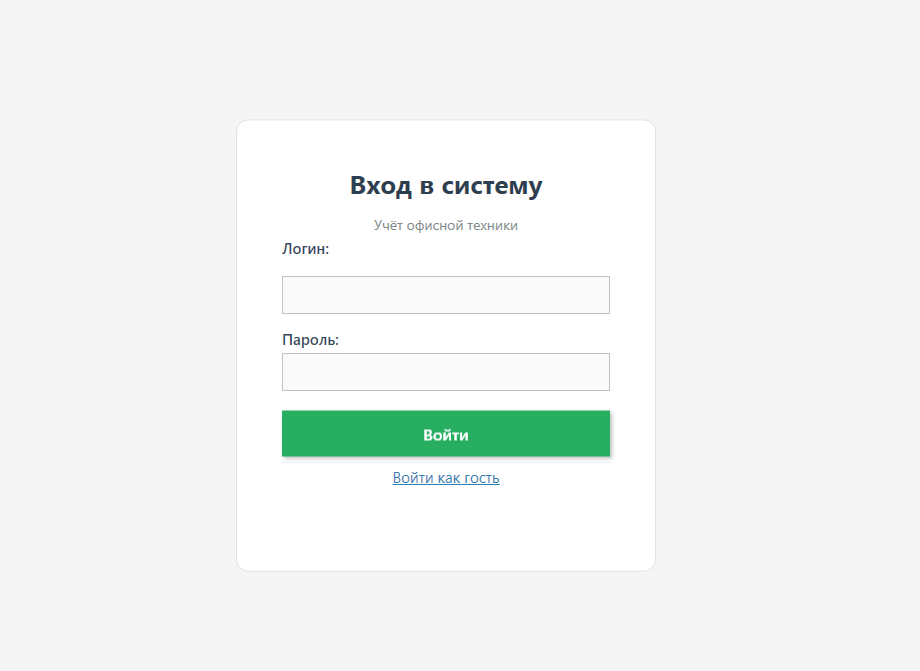 Вход в систему
Учёт офисной техники
Логин:
Пароль:
Войти
Войти как гость